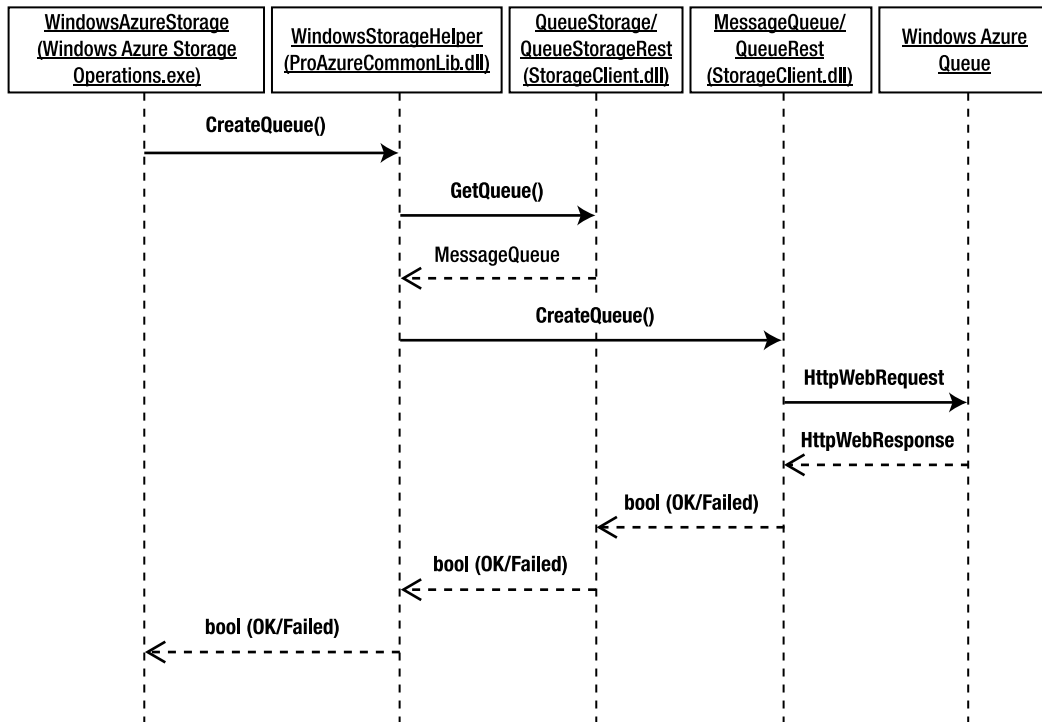 WindowsAzureStorage
(Windows Azure Storage
Operations.exe)
WindowsStorageHelper
(ProAzureCommonLib.dll)
QueueStorage/
QueueStorageRest
(StorageClient.dll)
MessageQueue/
QueueRest
(StorageClient.dll)
Windows Azure
Queue
CreateQueue()
GetQueue()
MessageQueue
CreateQueue()
HttpWebRequest
HttpWebResponse
bool (OK/Failed)
bool (OK/Failed)
bool (OK/Failed)